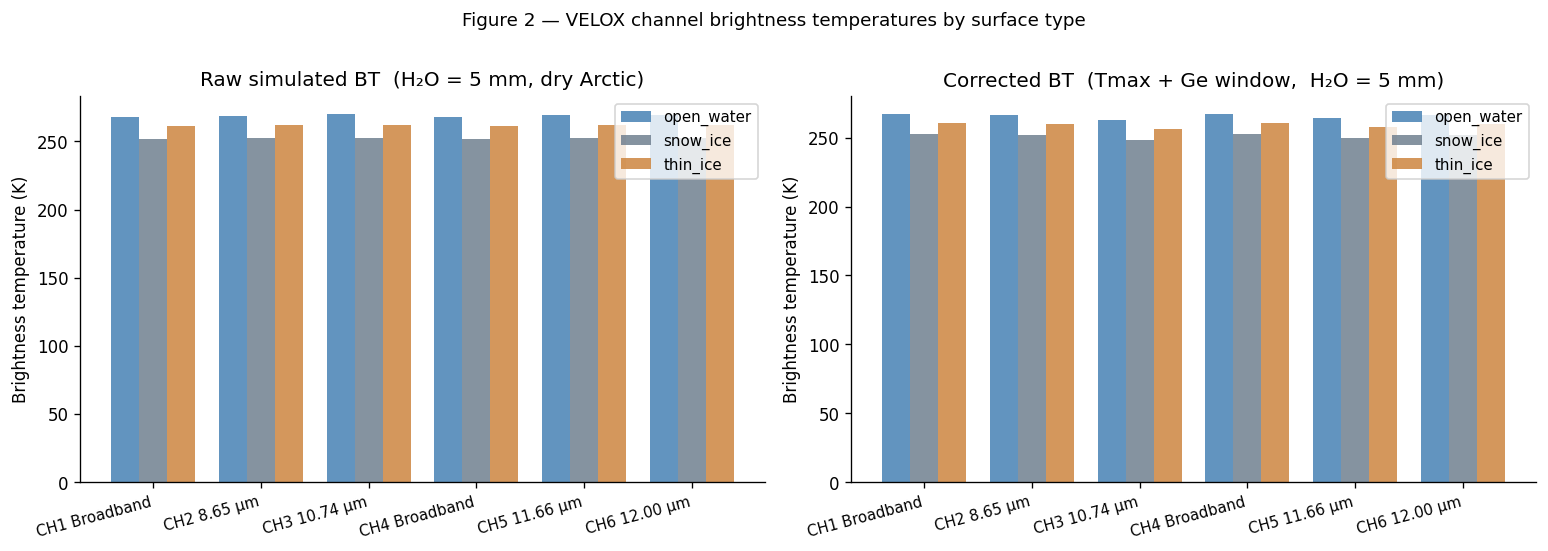 Figure 2 — VELOX channel brightness temperatures by surface type
Raw simulated BT  (H₂O = 5 mm, dry Arctic)
Brightness temperature (K)
250
200
150
100
50
0
open_water
snow_ice
thin_ice
CH1 Broadband
CH2 8.65 µm
CH3 10.74 µm
CH4 Broadband
CH5 11.66 µm
CH6 12.00 µm
Corrected BT  (Tmax + Ge window,  H₂O = 5 mm)
Brightness temperature (K)
250
200
150
100
50
0
open_water
snow_ice
thin_ice
CH1 Broadband
CH2 8.65 µm
CH3 10.74 µm
CH4 Broadband
CH5 11.66 µm
CH6 12.00 µm